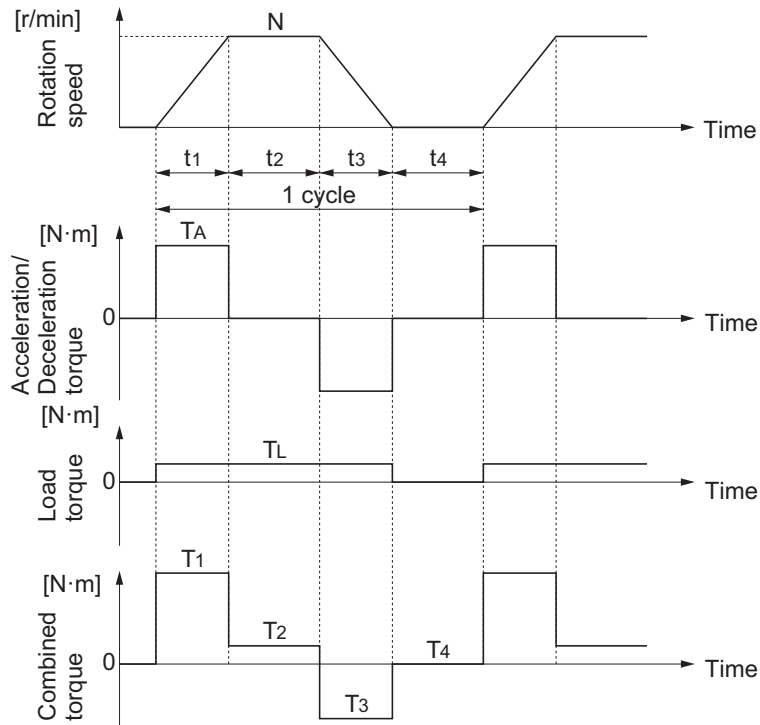 [r/min]
N
Rotation
speed
Time
t1 t2 t3 t4
1 cycle
[N·m]
TA
0
Acceleration/
Deceleration
torque
Time
[N·m]
TL
0
Load
torque
Time
T1
[N·m]
T2
T4
0
Combined
torque
Time
T3